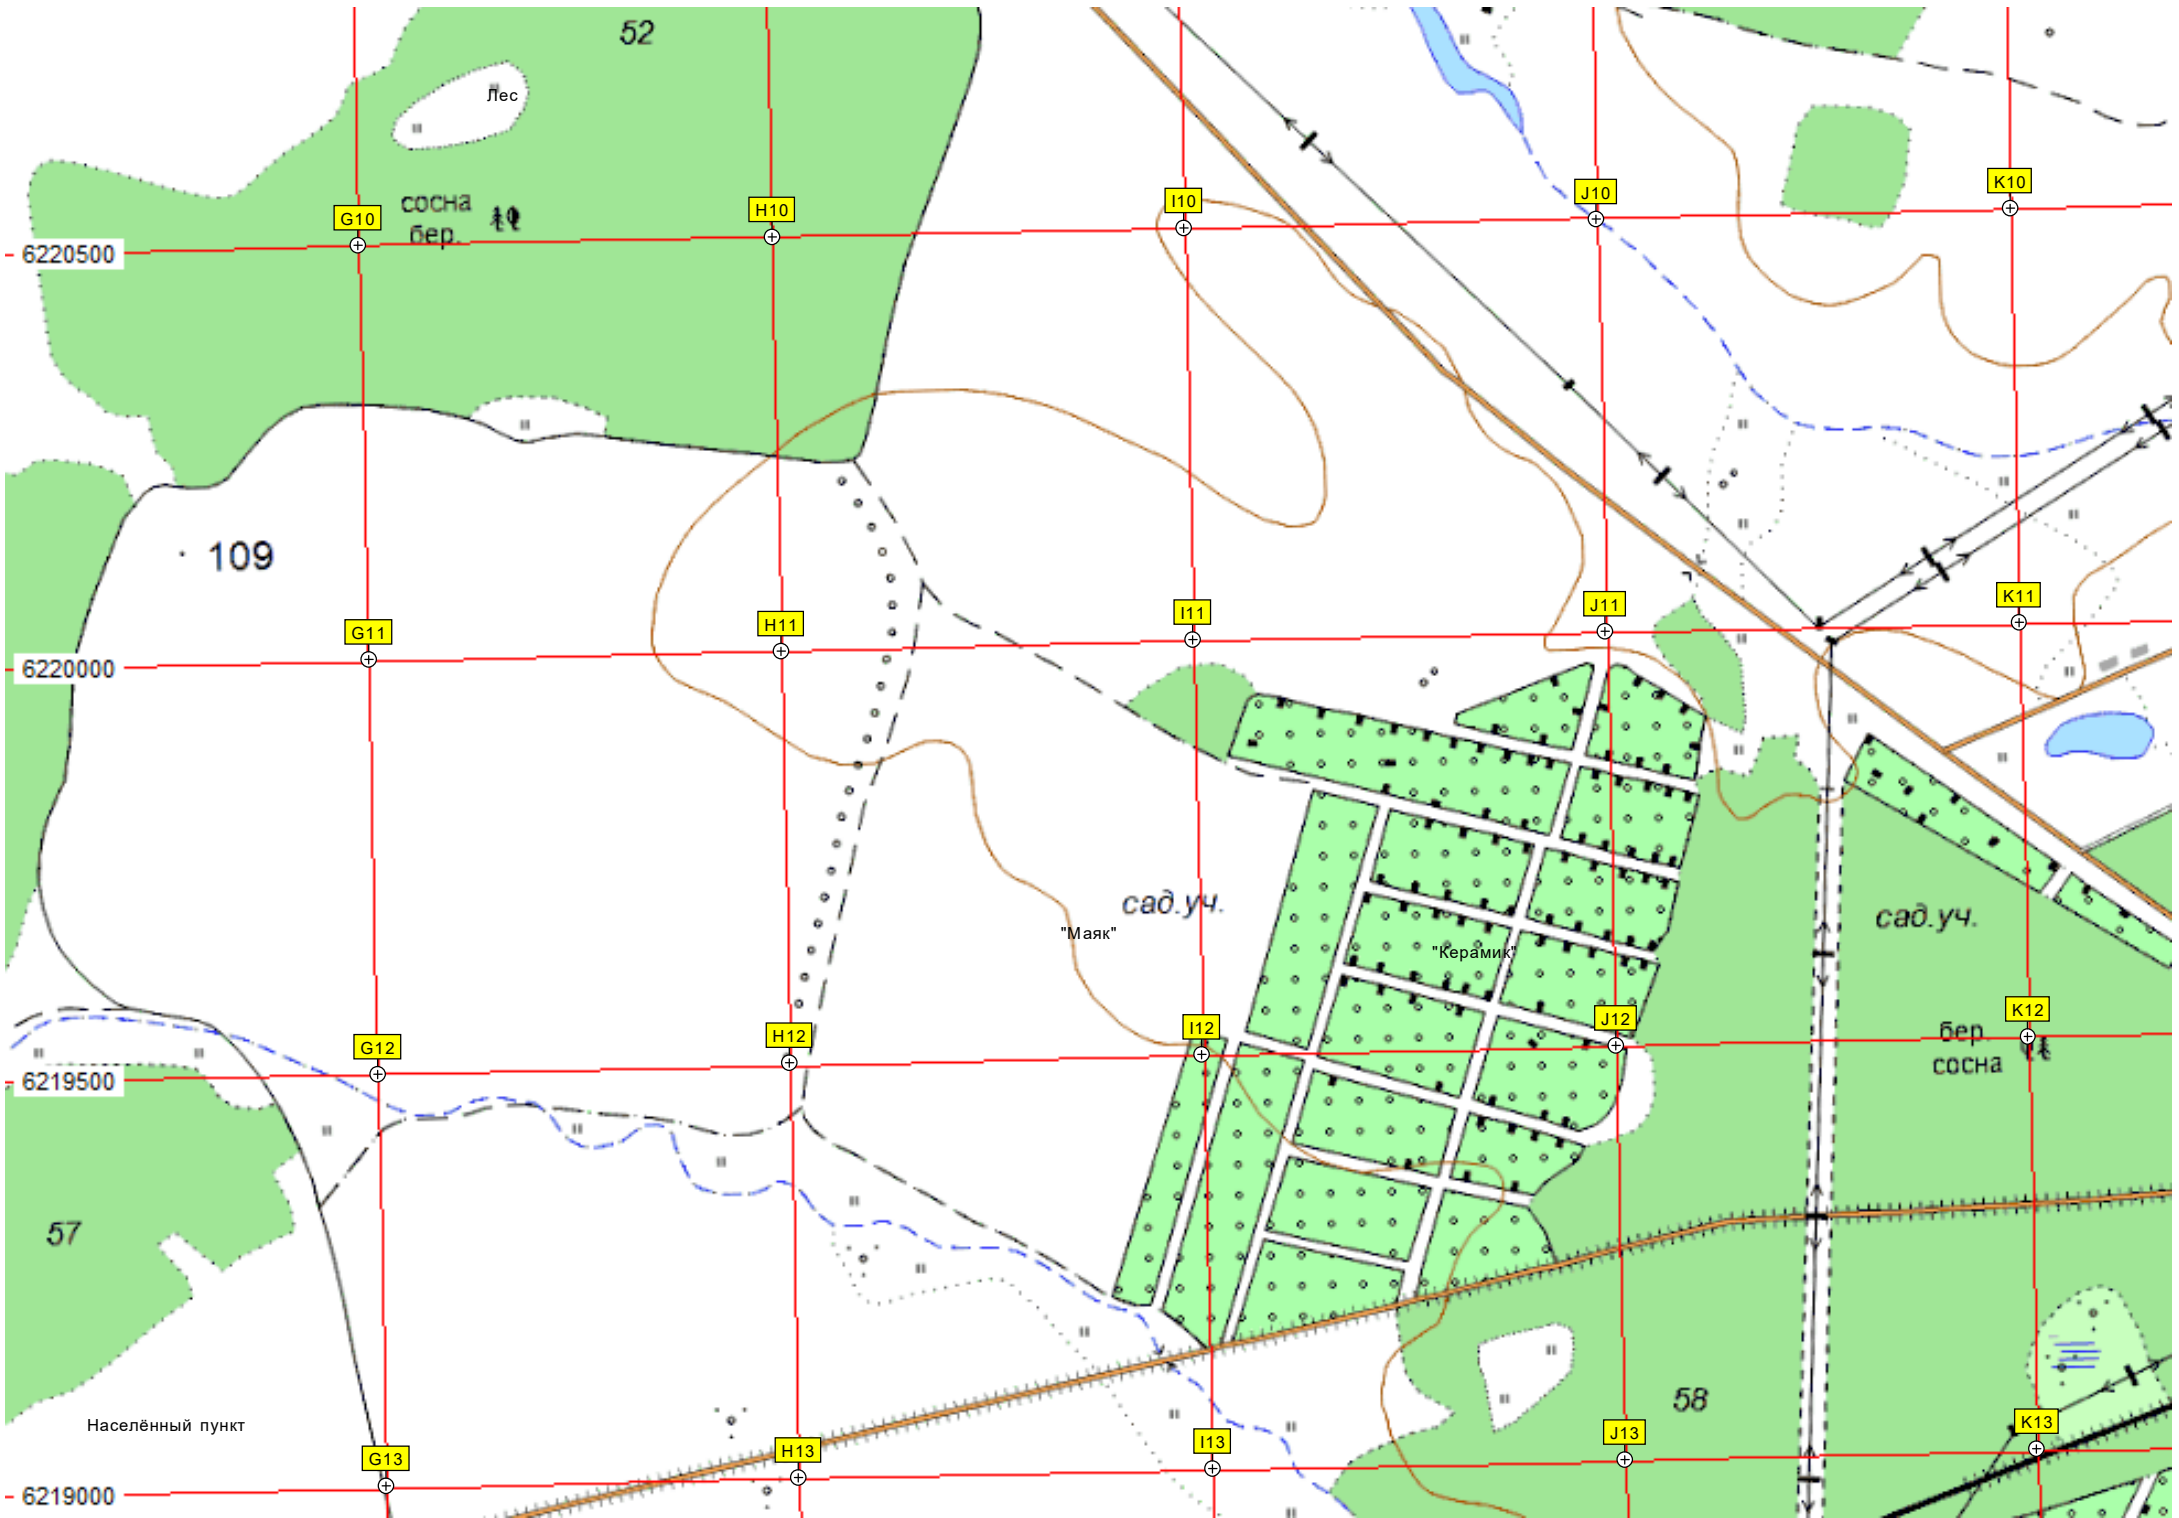 52
Лес
сосна
бер.
G10
H10
I10
J10
K10
6220500
109
G11
H11
I11
J11
K11
6220000
сад.уч.
"Маяк"
"Керамик"
сад.уч.
G12
H12
I12
J12
K12
бер.
сосна
6219500
57
58
Населённый пункт
G13
H13
I13
J13
K13
6219000